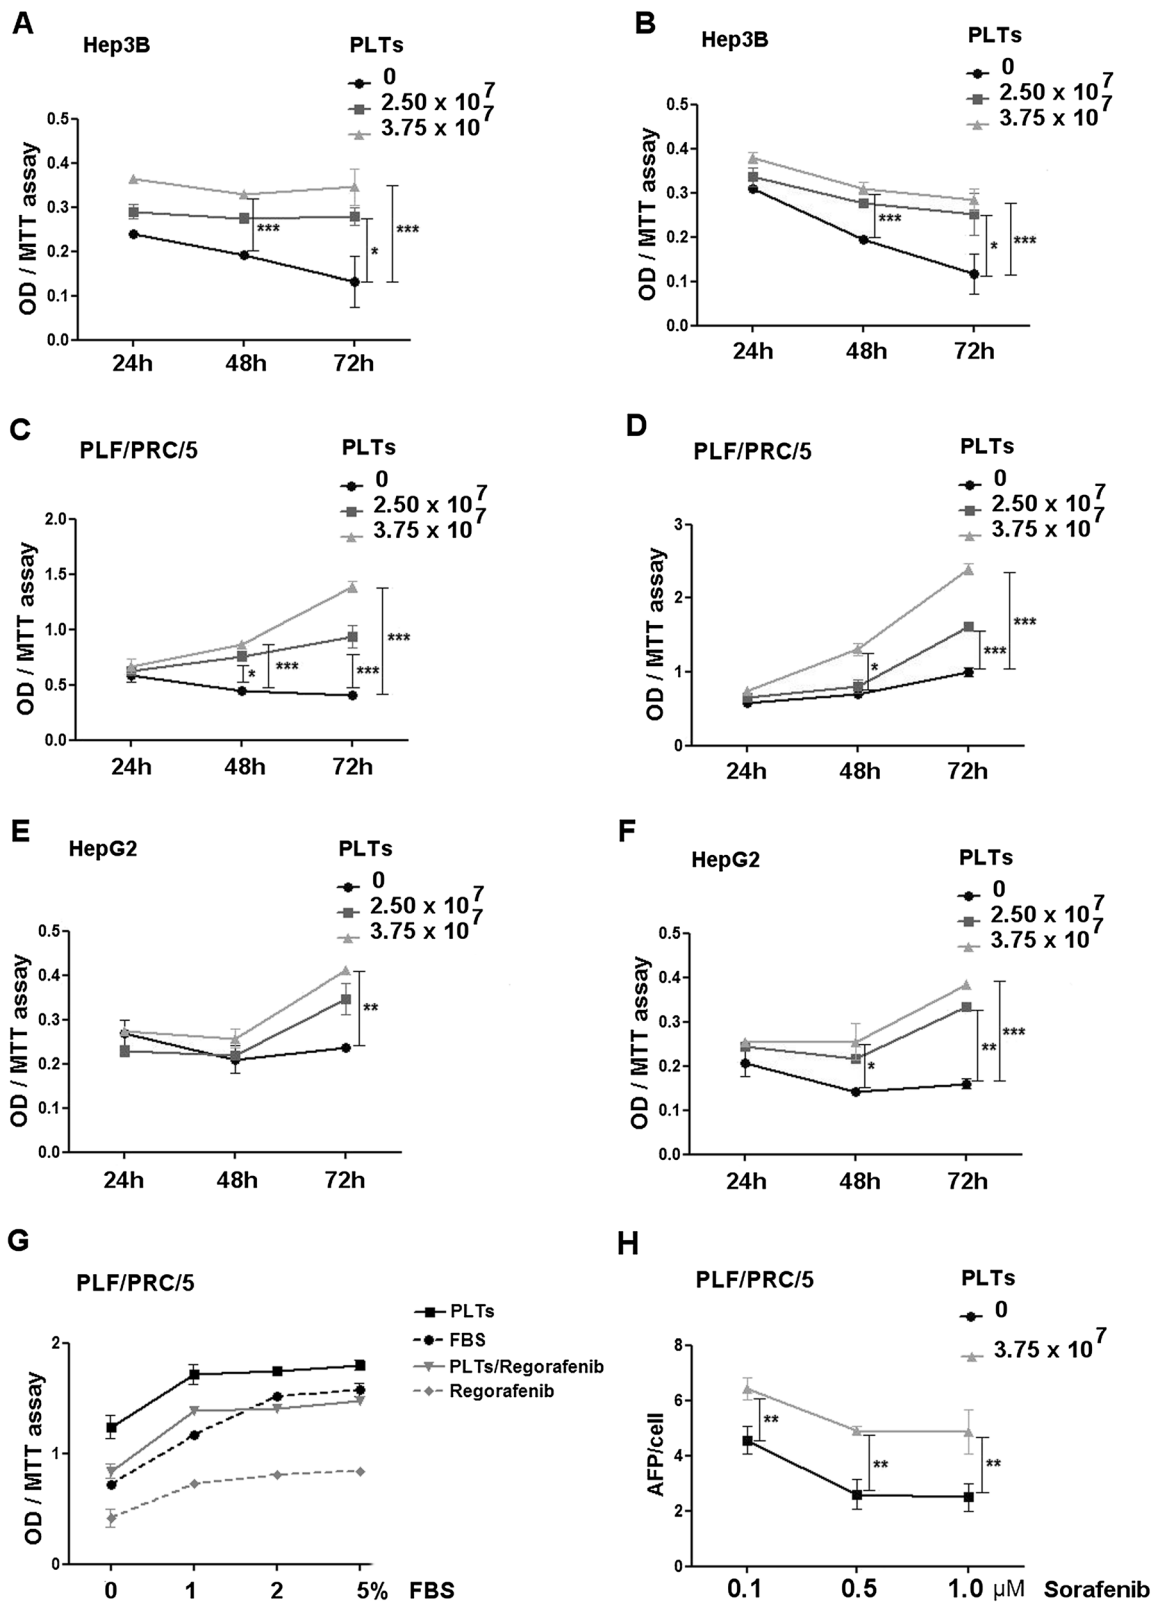 A
Hep3B
PLTs
0
2.50 x 10^7
3.75 x 10^7
OD / MTT assay
0.5
0.4
0.3
0.2
0.1
0.0
***
*
***
24h 48h 72h
B
Hep3B
PLTs
0
2.50 x 10^7
3.75 x 10^7
OD / MTT assay
0.5
0.4
0.3
0.2
0.1
0.0
***
*
***
24h 48h 72h
C
PLF/PRC/5
PLTs
0
2.50 x 10^7
3.75 x 10^7
OD / MTT assay
2.0
1.5
1.0
0.5
0.0
*
***
***
***
24h 48h 72h
D
PLF/PRC/5
PLTs
0
2.50 x 10^7
3.75 x 10^7
OD / MTT assay
3
2
1
0
*
***
***
24h 48h 72h
E
HepG2
PLTs
0
2.50 x 10^7
3.75 x 10^7
OD / MTT assay
0.5
0.4
0.3
0.2
0.1
0.0
**
24h 48h 72h
F
HepG2
PLTs
0
2.50 x 10^7
3.75 x 10^7
OD / MTT assay
0.5
0.4
0.3
0.2
0.1
0.0
*
**
***
24h 48h 72h
G
PLF/PRC/5
PLTs
FBS
PLTs/Regorafenib
Regorafenib
OD / MTT assay
2
1
0
0 1 2 5% FBS
H
PLF/PRC/5
PLTs
0
3.75 x 10^7
AFP/cell
8
6
4
2
0
**
**
**
0.1 0.5 1.0 µM Sorafenib